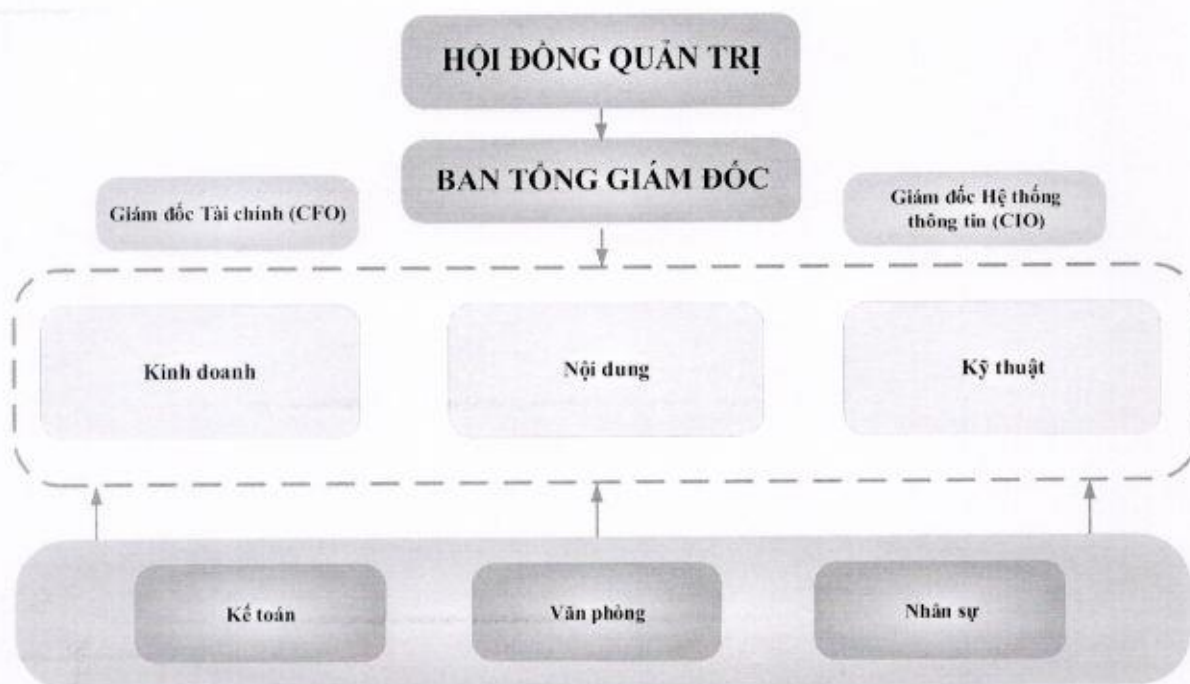 HỘI ĐỒNG QUẢN TRỊ
BAN TỔNG GIÁM ĐỐC
Giám đốc Tài chính (CFO)
Giám đốc Hệ thống
thông tin (CIO)
Kinh doanh
Nội dung
Kỹ thuật
Kế toán
Văn phòng
Nhân sự